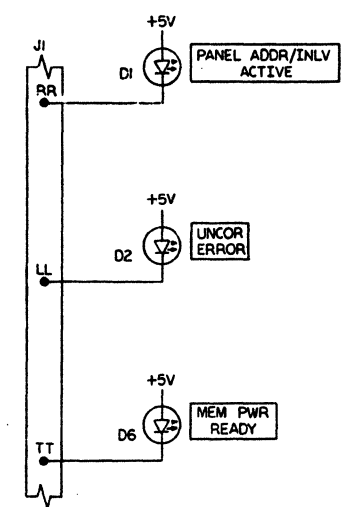 +5V
J1
PANEL ADDR/INLV
ACTIVE
D1
RR
+5V
UNCOR
ERROR
D2
LL
+5V
MEM PWR
READY
D6
TT